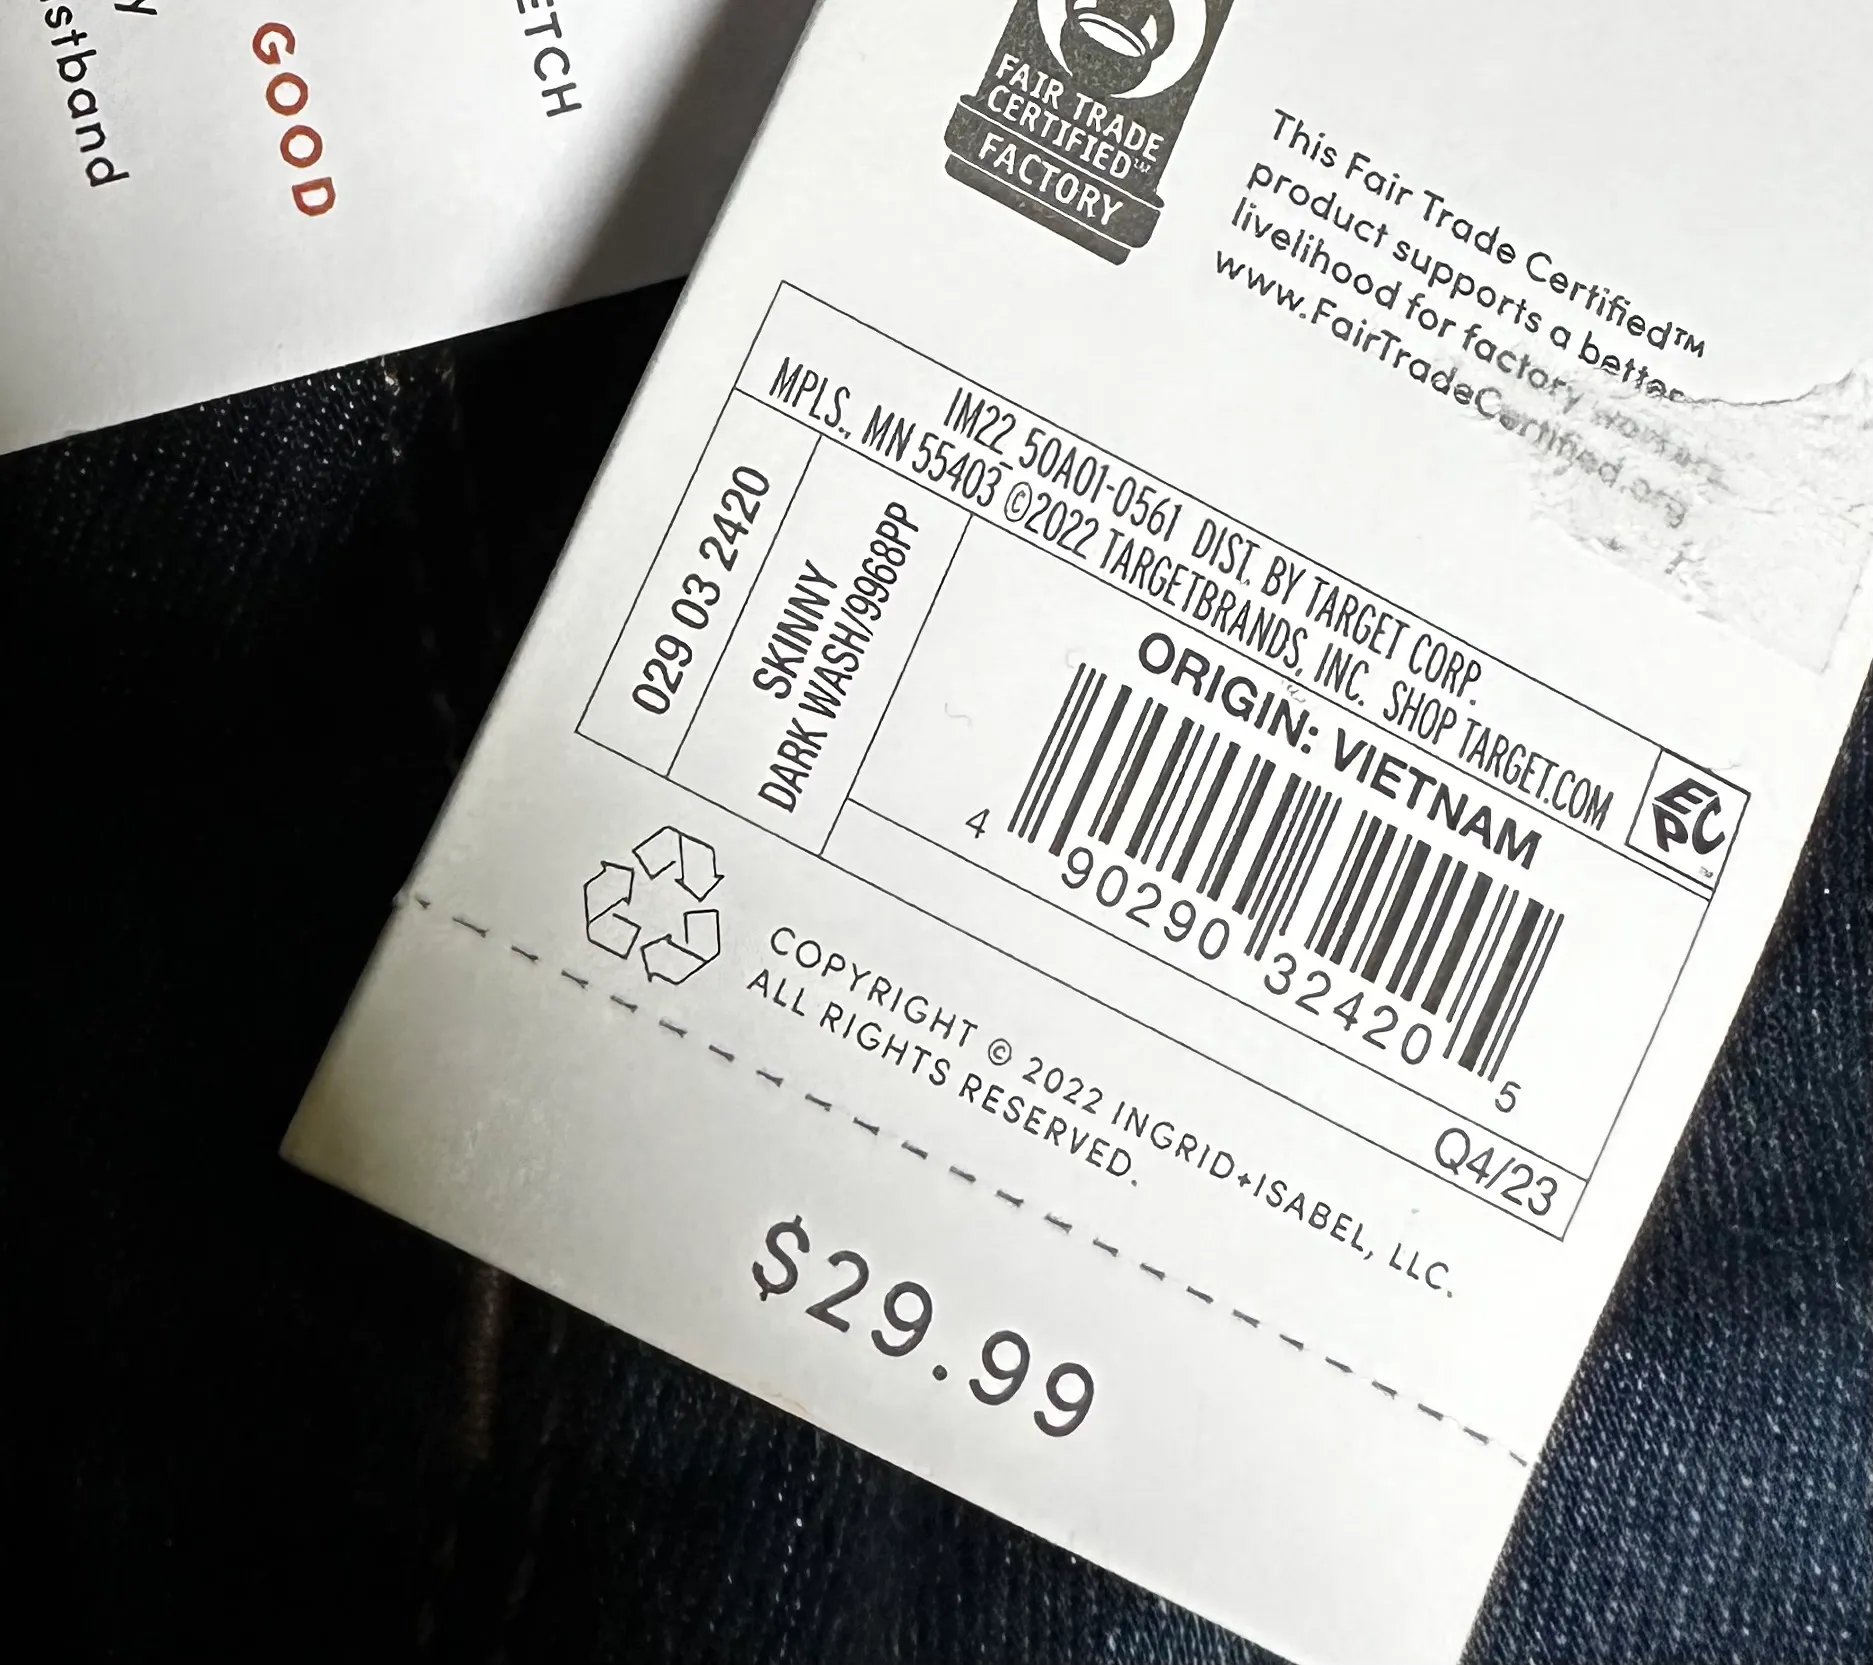 GOOD
FAIR TRADE
CERTIFIED™
FACTORY
This Fair Trade Certified™
product supports a better
livelihood for factory workers
www.FairTradeCertified.org
IM22_50A01-0561 DIST. BY TARGET CORP.
MPLS., MN 55403 ©2022 TARGETBRANDS, INC. SHOP TARGET.COM
ECP™
029 03 2420
SKINNY
DARK WASH/9968PP
ORIGIN: VIETNAM
4 90290 32420 5
Q4/23
COPYRIGHT © 2022 INGRID+ISABEL, LLC.
ALL RIGHTS RESERVED.
$29.99